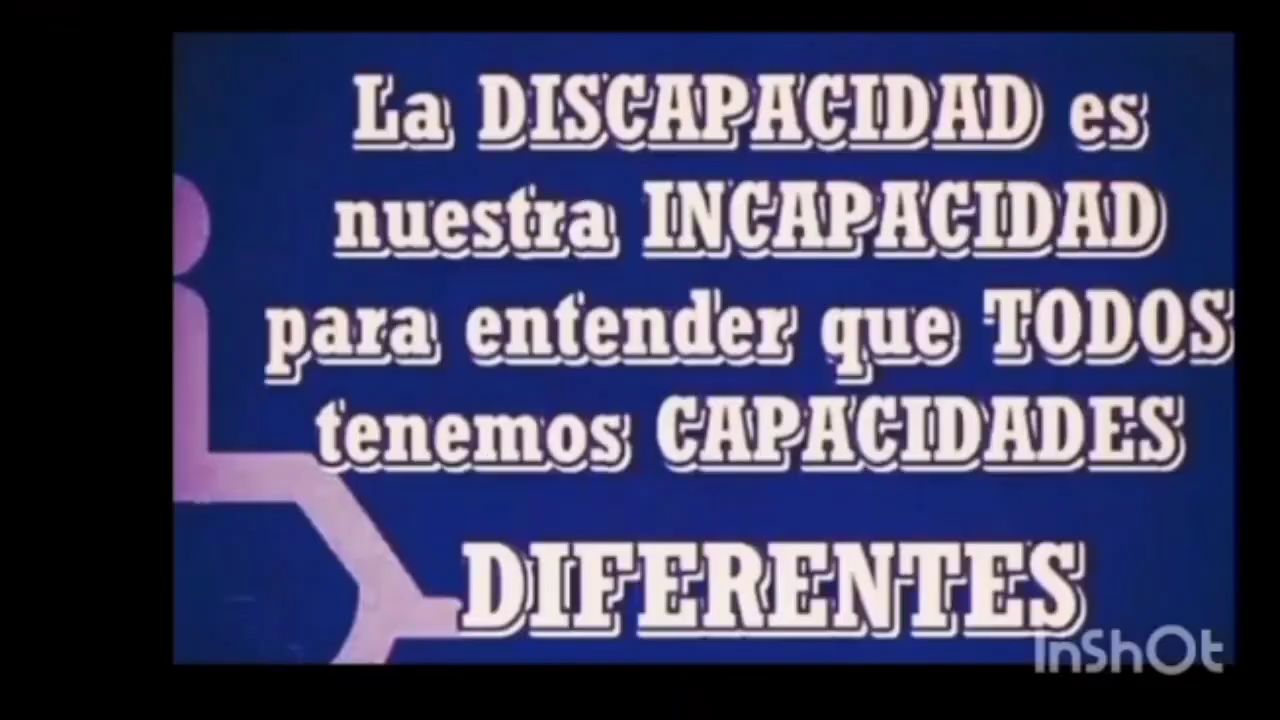 La DISCAPACIDAD es
nuestra INCAPACIDAD
para entender que TODOS
tenemos CAPACIDADES
DIFERENTES
InShOt